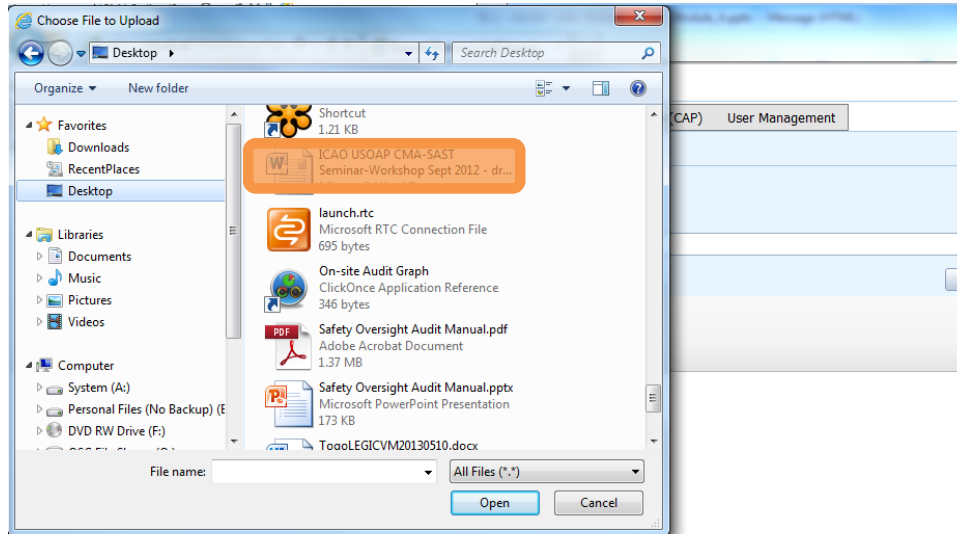 Choose File to Upload
Desktop
Search Desktop
Organize
New folder
Favorites
Downloads
RecentPlaces
Desktop
Libraries
Documents
Music
Pictures
Videos
Computer
System (A:)
Personal Files (No Backup) (E
DVD RW Drive (F:)
Shortcut
1.21 KB
ICAO USOAP CMA-SAST
Seminar-Workshop Sept 2012 - dr...
launch.rtc
Microsoft RTC Connection File
695 bytes
On-site Audit Graph
ClickOnce Application Reference
346 bytes
PDF
Safety Oversight Audit Manual.pdf
Adobe Acrobat Document
1.37 MB
Safety Oversight Audit Manual.pptx
Microsoft PowerPoint Presentation
173 KB
TogoLEGICVM20130510.docx
File name:
All Files (*.*)
Open
Cancel
(CAP)
User Management